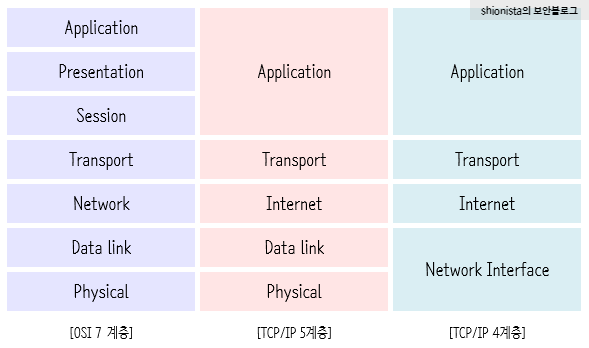 shionista의 보안블로그
Application
Presentation
Session
Transport
Network
Data link
Physical
[OSI 7 계층]
Application
Transport
Internet
Data link
Physical
[TCP/IP 5계층]
Application
Transport
Internet
Network Interface
[TCP/IP 4계층]